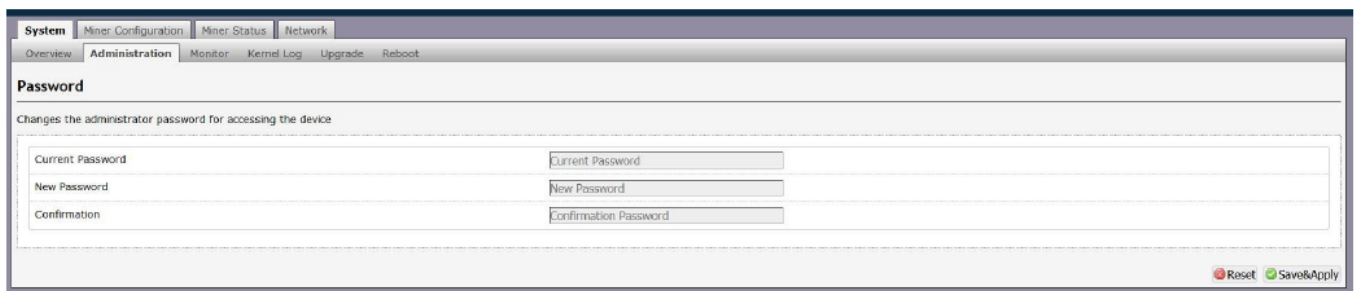 System Miner Configuration Miner Status Network
Overview Administration Monitor Kernel Log Upgrade Reboot
Password
Changes the administrator password for accessing the device
Current Password Current Password
New Password New Password
Confirmation Confirmation Password
Reset Save&Apply